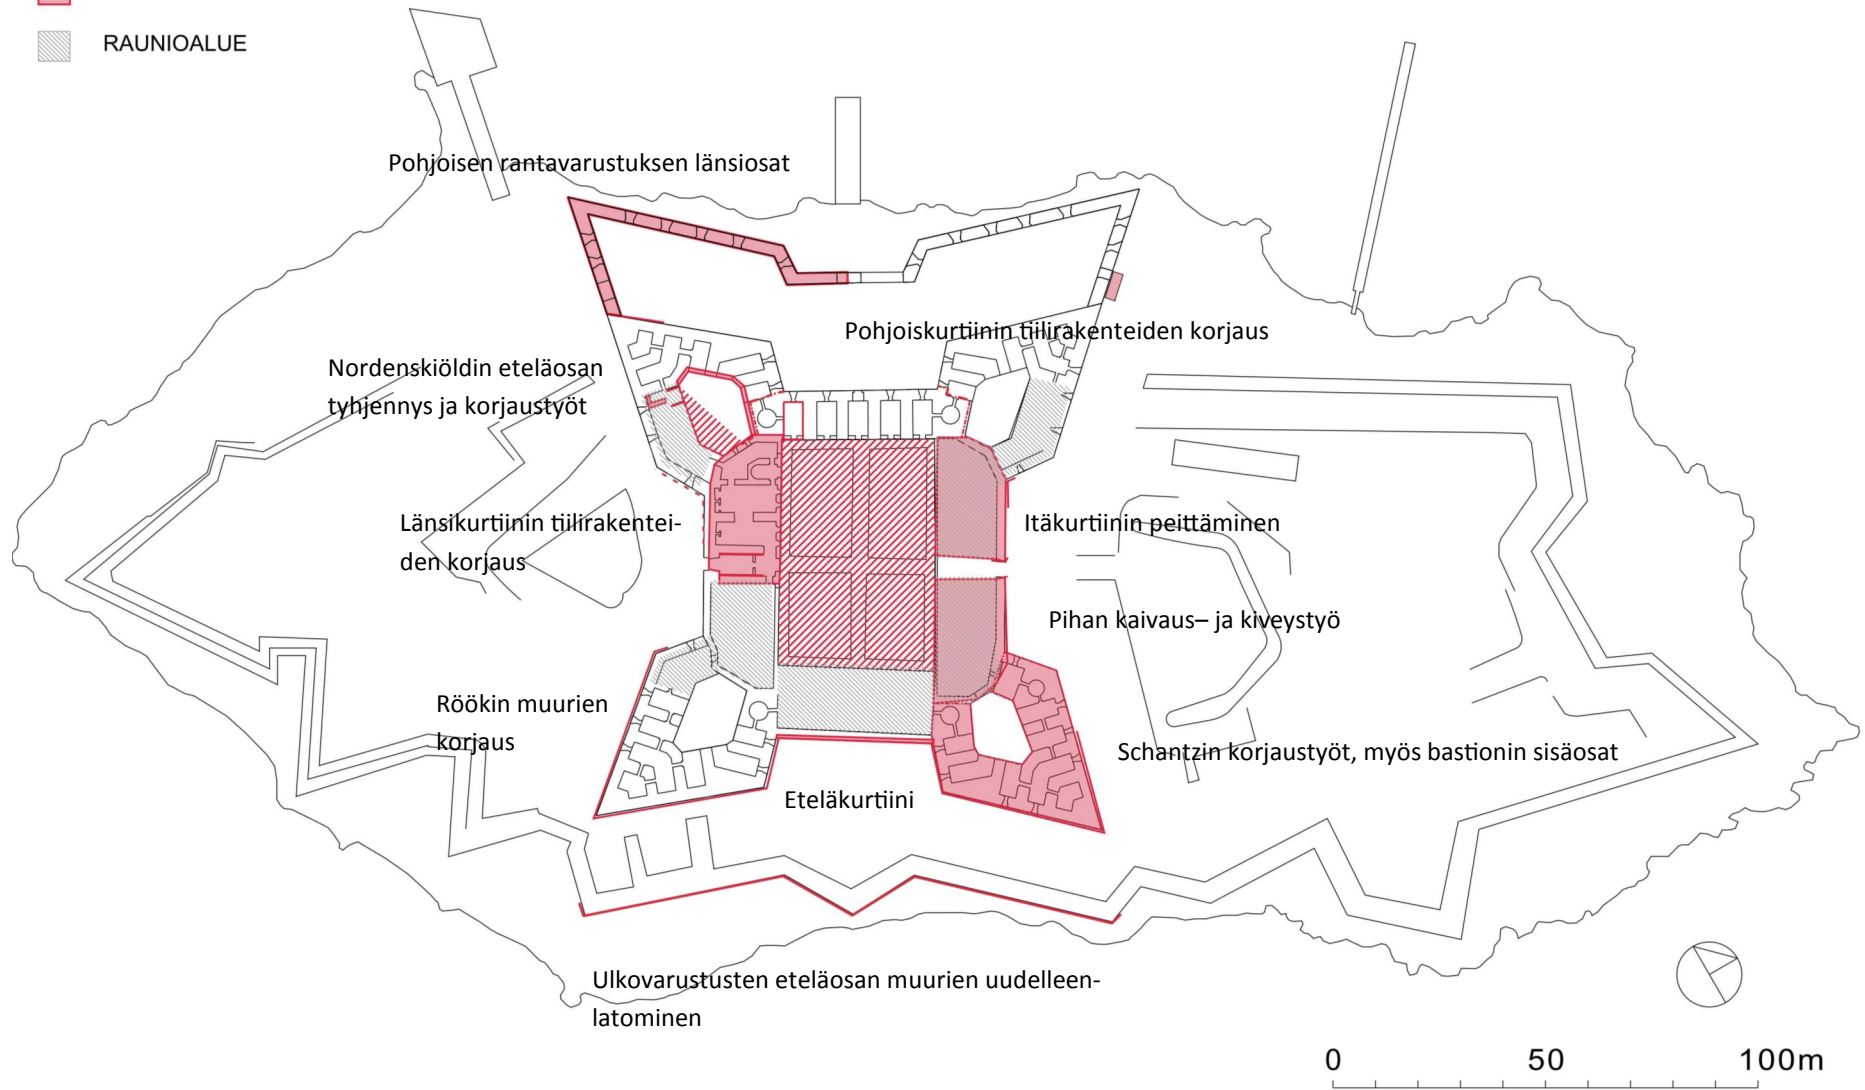 RAUNIOALUE
Pohjoisen rantavarustuksen länsiosat
Pohjoiskurtiinin tiilirakenteiden korjaus
Nordenskiöldin eteläosan
tyhjennys ja korjaustyöt
Länsikurtiinin tiilirakentei-
den korjaus
Itäkurtiinin peittäminen
Pihan kaivaus– ja kiveystyö
Röökin muurien
korjaus
Schantzin korjaustyöt, myös bastionin sisäosat
Eteläkurtiini
Ulkovarustusten eteläosan muurien uudelleen-
latominen
0 50 100m